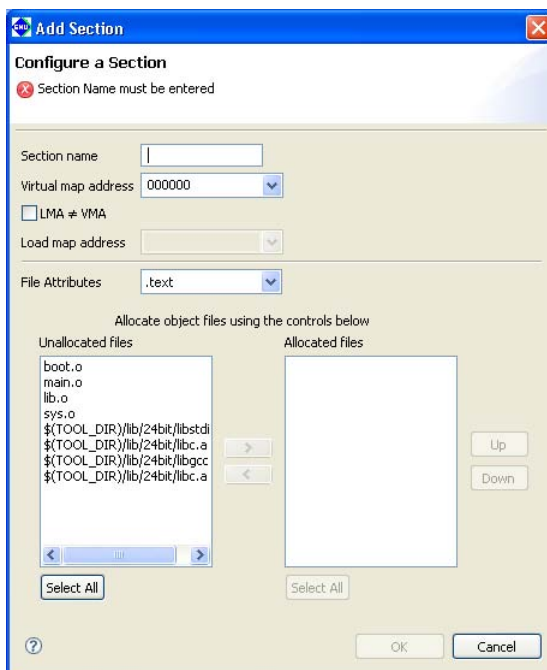 GNU Add Section
Configure a Section
Section Name must be entered
Section name
Virtual map address 000000
LMA ≠ VMA
Load map address
File Attributes .text
Allocate object files using the controls below
Unallocated files Allocated files
boot.o
main.o
lib.o
sys.o
$(TOOL_DIR)/lib/24bit/libstdi
$(TOOL_DIR)/lib/24bit/libc.a
$(TOOL_DIR)/lib/24bit/libgcc
$(TOOL_DIR)/lib/24bit/libc.a
> Up
< Down
Select All Select All
? OK Cancel